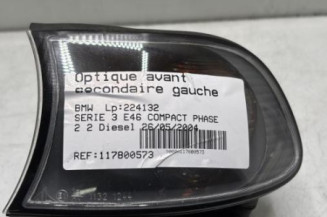 Optique avant
secondaire gauche
BMW Lp:224132
SERIE 3 E46 COMPACT PHASE
2 2 Diesel 26/05/2004
REF:117800573